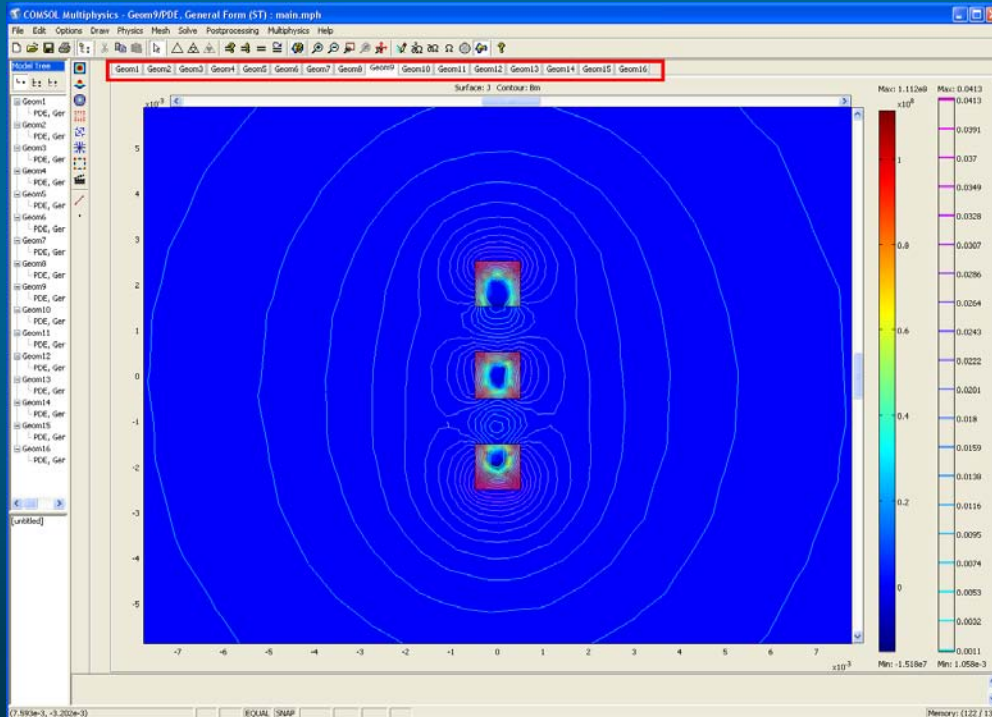 COMSOL Multiphysics - Geom9/PDE, General Form (ST) : main.mph
File Edit Options Draw Physics Mesh Solve Postprocessing Multiphysics Help
Model Tree
Geom1 Geom2 Geom3 Geom4 Geom5 Geom6 Geom7 Geom8 Geom9 Geom10 Geom11 Geom12 Geom13 Geom14 Geom15 Geom16
Geom1
PDE, Ger
Geom2
PDE, Ger
Geom3
PDE, Ger
Geom4
PDE, Ger
Geom5
PDE, Ger
Geom6
PDE, Ger
Geom7
PDE, Ger
Geom8
PDE, Ger
Geom9
PDE, Ger
Geom10
PDE, Ger
Geom11
PDE, Ger
Geom12
PDE, Ger
Geom13
PDE, Ger
Geom14
PDE, Ger
Geom15
PDE, Ger
Geom16
PDE, Ger
[untitled]
Surface: J Contour: Bm
x10^-3
5
4
3
2
1
0
-1
-2
-3
-4
-5
-7 -6 -5 -4 -3 -2 -1 0 1 2 3 4 5 6 7
x10^-3
Max: 1.112e8 Max: 0.0413
x10^8
1
0.8
0.6
0.4
0.2
0
Min: -1.518e7 Min: 1.058e-3
0.0413
0.0391
0.037
0.0349
0.0328
0.0307
0.0286
0.0264
0.0243
0.0222
0.0201
0.018
0.0159
0.0138
0.0116
0.0095
0.0074
0.0053
0.0032
0.0011
(7.593e-3, -3.202e-3) EQUAL SNAP Memory: (122 / 13